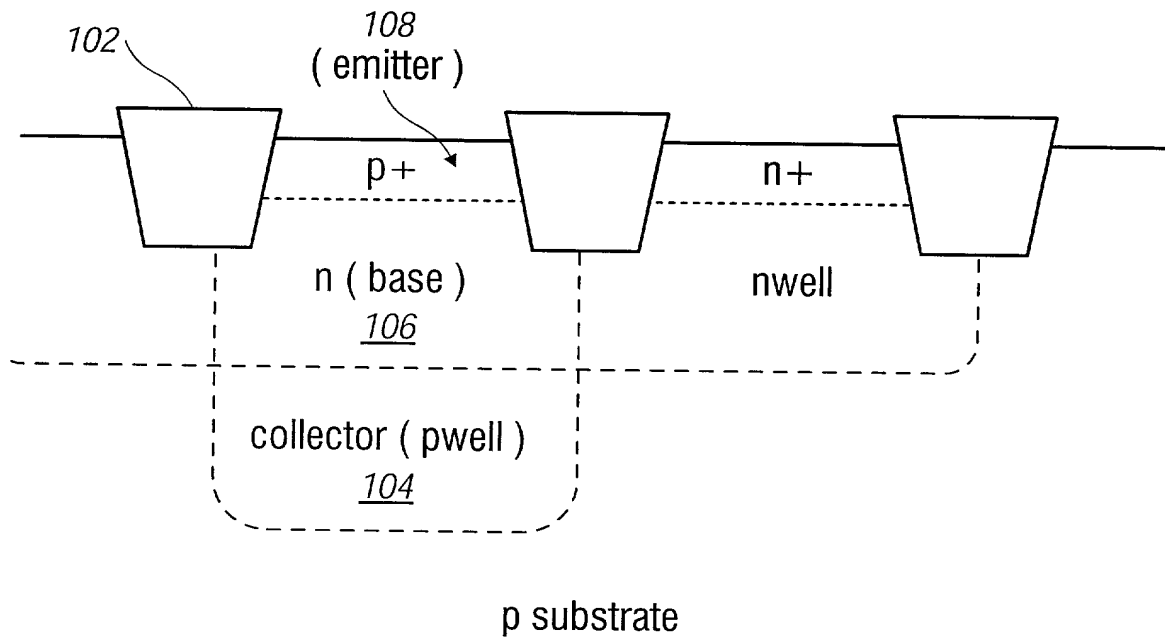 108
102
( emitter )
p+
n+
n ( base )
nwell
106
collector ( pwell )
104
p substrate